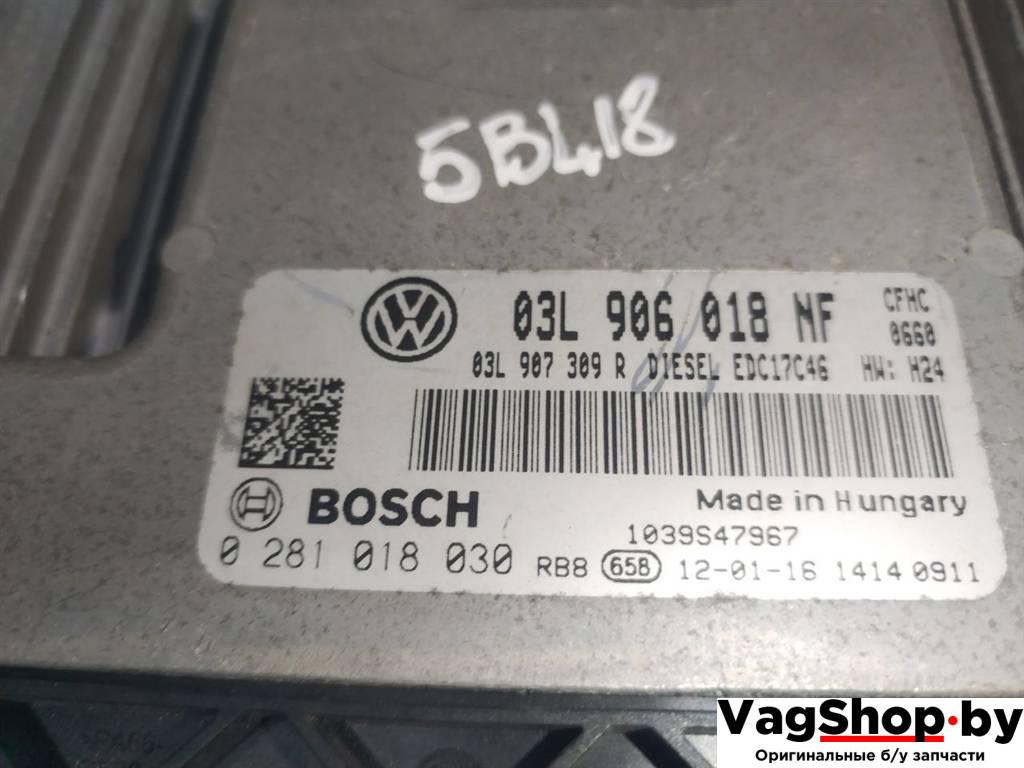 5BL18
03L 906 018 NF
CFHC
0660
03L 907 309 R DIESEL EDC17C46 HW: H24
BOSCH
Made in Hungary
1039S47967
0 281 018 030 RB8 658 12-01-16 1414 0911
VagShop.by
Оригинальные б/у запчасти